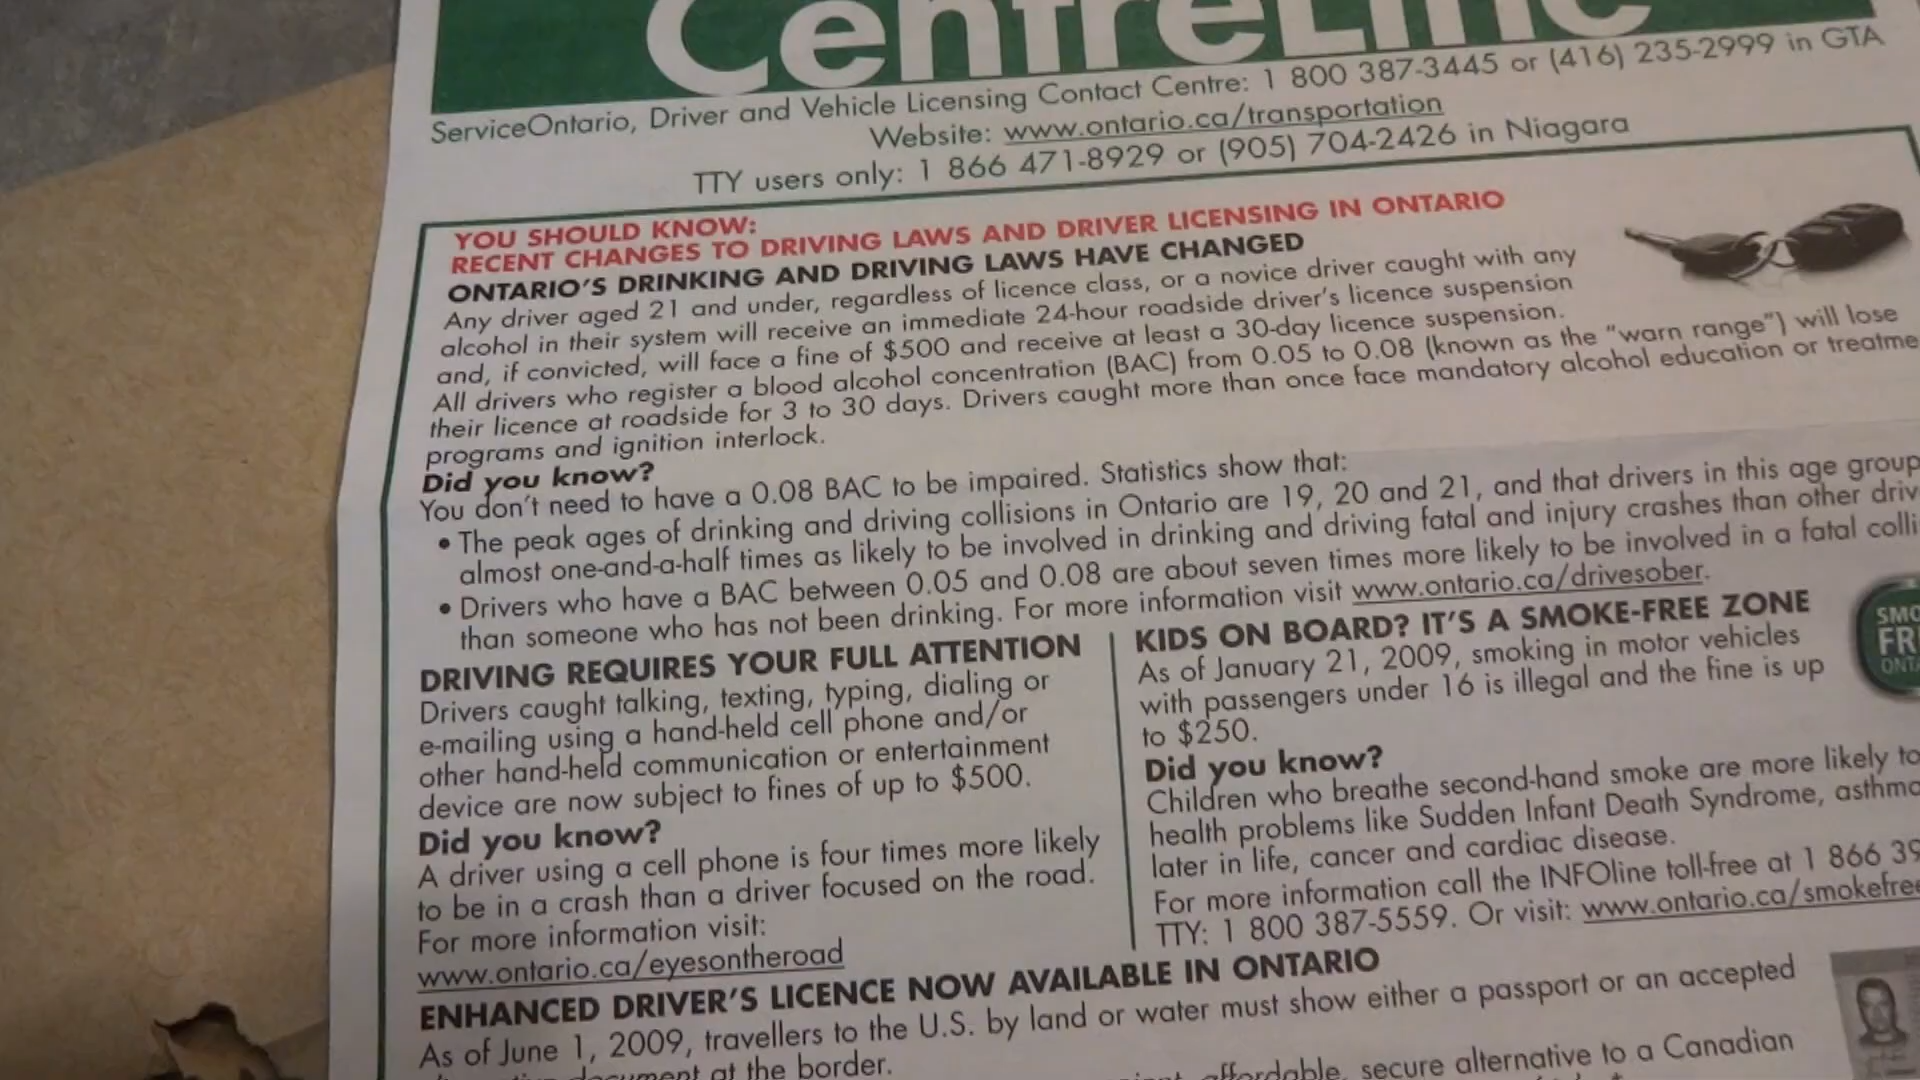 CentreLine
ServiceOntario, Driver and Vehicle Licensing Contact Centre: 1 800 387-3445 or (416) 235-2999 in GTA
Website: www.ontario.ca/transportation
TTY users only: 1 866 471-8929 or (905) 704-2426 in Niagara
YOU SHOULD KNOW:
RECENT CHANGES TO DRIVING LAWS AND DRIVER LICENSING IN ONTARIO
ONTARIO'S DRINKING AND DRIVING LAWS HAVE CHANGED
Any driver aged 21 and under, regardless of licence class, or a novice driver caught with any
alcohol in their system will receive an immediate 24-hour roadside driver's licence suspension
and, if convicted, will face a fine of $500 and receive at least a 30-day licence suspension.
All drivers who register a blood alcohol concentration (BAC) from 0.05 to 0.08 (known as the "warn range") will lose
their licence at roadside for 3 to 30 days. Drivers caught more than once face mandatory alcohol education or treatme
programs and ignition interlock.
Did you know?
You don't need to have a 0.08 BAC to be impaired. Statistics show that:
• The peak ages of drinking and driving collisions in Ontario are 19, 20 and 21, and that drivers in this age group
almost one-and-a-half times as likely to be involved in drinking and driving fatal and injury crashes than other driv
• Drivers who have a BAC between 0.05 and 0.08 are about seven times more likely to be involved in a fatal colli
than someone who has not been drinking. For more information visit www.ontario.ca/drivesober.
DRIVING REQUIRES YOUR FULL ATTENTION
Drivers caught talking, texting, typing, dialing or
e-mailing using a hand-held cell phone and/or
other hand-held communication or entertainment
device are now subject to fines of up to $500.
Did you know?
A driver using a cell phone is four times more likely
to be in a crash than a driver focused on the road.
For more information visit:
www.ontario.ca/eyesontheroad
KIDS ON BOARD? IT'S A SMOKE-FREE ZONE
As of January 21, 2009, smoking in motor vehicles
with passengers under 16 is illegal and the fine is up
to $250.
Did you know?
Children who breathe second-hand smoke are more likely to
health problems like Sudden Infant Death Syndrome, asthma
later in life, cancer and cardiac disease.
For more information call the INFOline toll-free at 1 866 39
TTY: 1 800 387-5559. Or visit: www.ontario.ca/smokefree
SMO
FR
ONTA
ENHANCED DRIVER'S LICENCE NOW AVAILABLE IN ONTARIO
As of June 1, 2009, travellers to the U.S. by land or water must show either a passport or an accepted
document at the border.
affordable, secure alternative to a Canadian